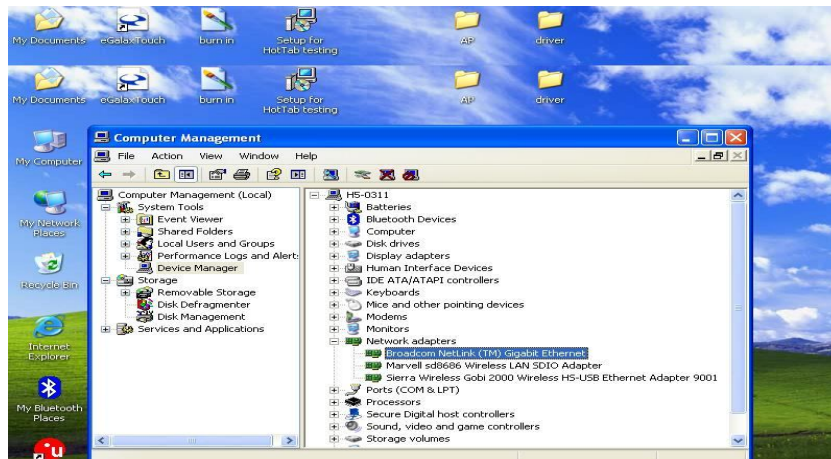 My Documents eGalaxTouch burn in Setup for HotTab testing AP driver
My Documents eGalaxTouch burn in Setup for HotTab testing AP driver
My Computer
My Network Places
Recycle Bin
Internet Explorer
My Bluetooth Places
Computer Management
File Action View Window Help
Computer Management (Local)
System Tools
Event Viewer
Shared Folders
Local Users and Groups
Performance Logs and Alert
Device Manager
Storage
Removable Storage
Disk Defragmenter
Disk Management
Services and Applications
H5-0311
Batteries
Bluetooth Devices
Computer
Disk drives
Display adapters
Human Interface Devices
IDE ATA/ATAPI controllers
Keyboards
Mice and other pointing devices
Modems
Monitors
Network adapters
Broadcom NetLink (TM) Gigabit Ethernet
Marvell sd8686 Wireless LAN SDIO Adapter
Sierra Wireless Gobi 2000 Wireless HS-USB Ethernet Adapter 9001
Ports (COM & LPT)
Processors
Secure Digital host controllers
Sound, video and game controllers
Storage volumes